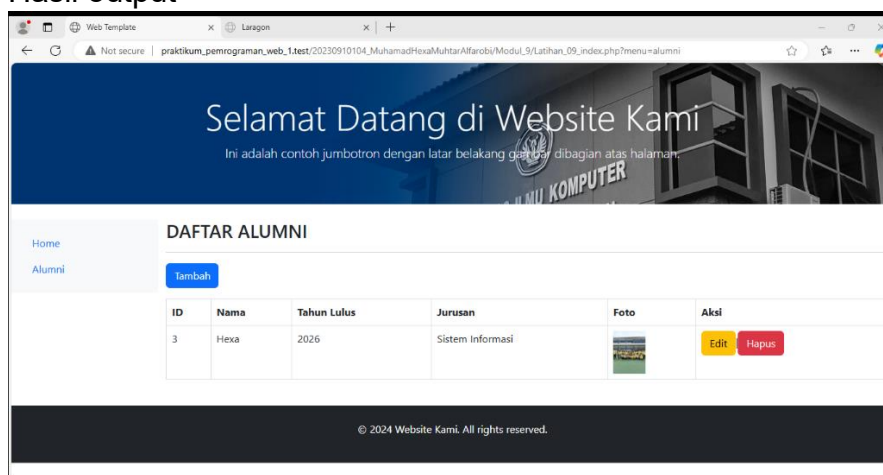 Hasil output
Web Template
Laragon
Not secure
praktikum_pemrograman_web_1.test/20230910104_MuhamadHexaMuhtarAlfarobi/Modul_9/Latihan_09_index.php?menu=alumni
Selamat Datang di Website Kami
Ini adalah contoh jumbotron dengan latar belakang gambar dibagian atas halaman.
ILMU KOMPUTER
Home
Alumni
DAFTAR ALUMNI
Tambah
ID Nama Tahun Lulus Jurusan Foto Aksi
3 Hexa 2026 Sistem Informasi Edit Hapus
© 2024 Website Kami. All rights reserved.